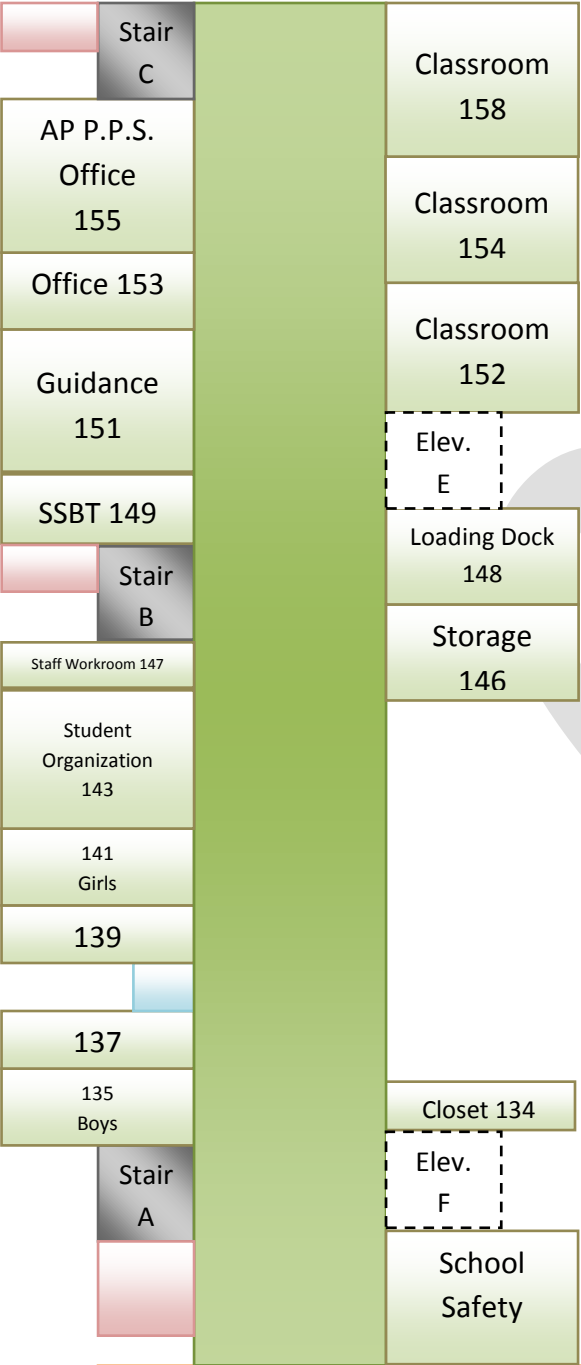 Stair
C
AP P.P.S.
Office
155
Office 153
Guidance
151
SSBT 149
Stair
B
Staff Workroom 147
Student
Organization
143
141
Girls
139
137
135
Boys
Stair
A
Classroom
158
Classroom
154
Classroom
152
Elev.
E
Loading Dock
148
Storage
146
Closet 134
Elev.
F
School
Safety